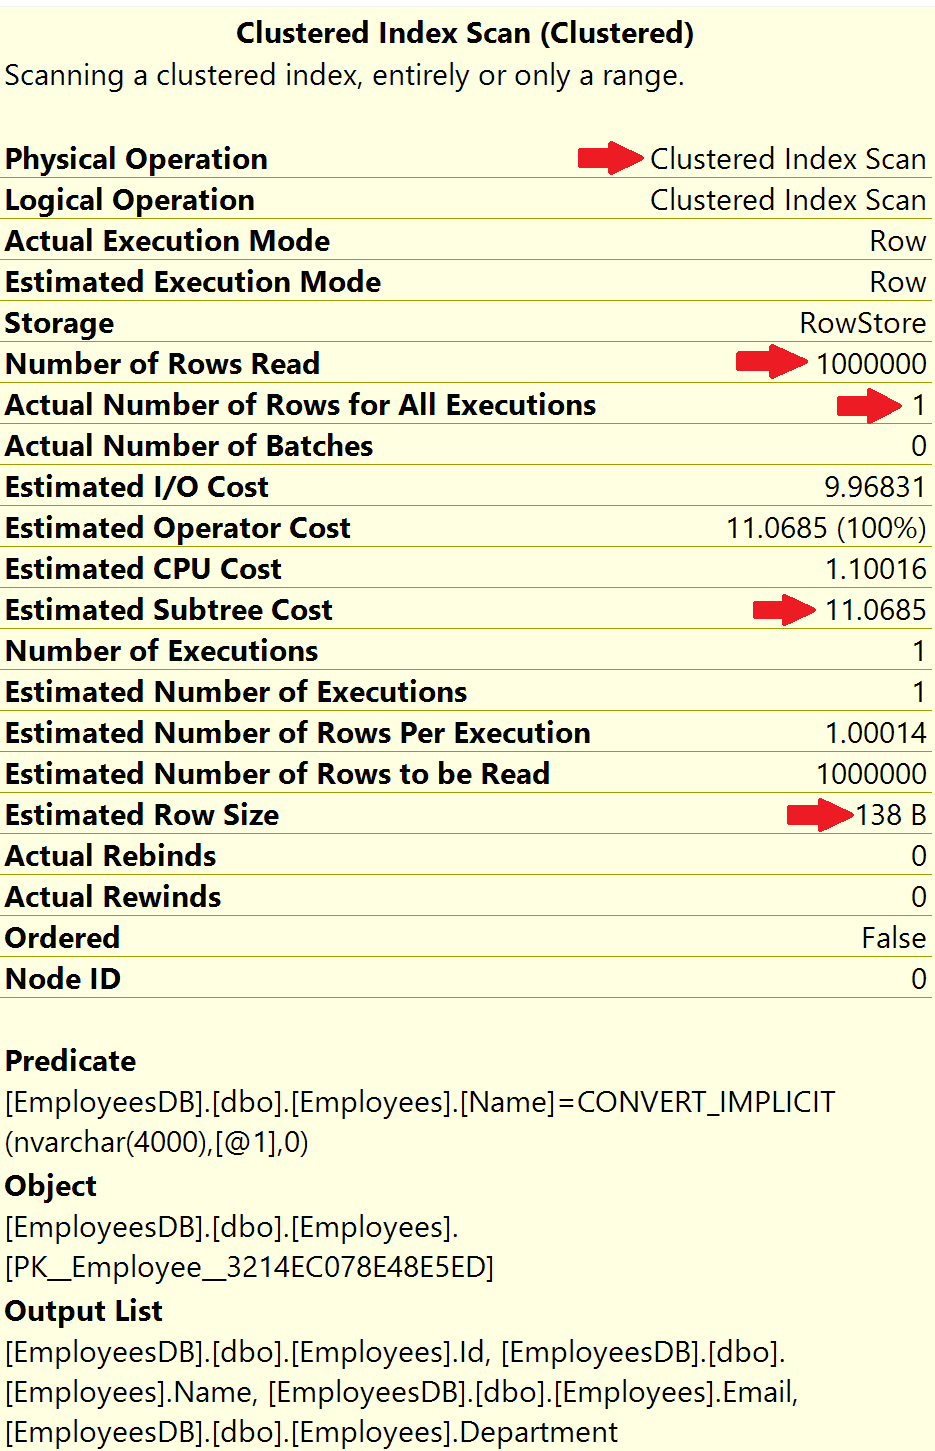 Clustered Index Scan (Clustered)
Scanning a clustered index, entirely or only a range.
Physical Operation Clustered Index Scan
Logical Operation Clustered Index Scan
Actual Execution Mode Row
Estimated Execution Mode Row
Storage RowStore
Number of Rows Read 1000000
Actual Number of Rows for All Executions 1
Actual Number of Batches 0
Estimated I/O Cost 9.96831
Estimated Operator Cost 11.0685 (100%)
Estimated CPU Cost 1.10016
Estimated Subtree Cost 11.0685
Number of Executions 1
Estimated Number of Executions 1
Estimated Number of Rows Per Execution 1.00014
Estimated Number of Rows to be Read 1000000
Estimated Row Size 138 B
Actual Rebinds 0
Actual Rewinds 0
Ordered False
Node ID 0
Predicate
[EmployeesDB].[dbo].[Employees].[Name]=CONVERT_IMPLICIT
(nvarchar(4000),[@1],0)
Object
[EmployeesDB].[dbo].[Employees].
[PK__Employee__3214EC078E48E5ED]
Output List
[EmployeesDB].[dbo].[Employees].Id, [EmployeesDB].[dbo].
[Employees].Name, [EmployeesDB].[dbo].[Employees].Email,
[EmployeesDB].[dbo].[Employees].Department